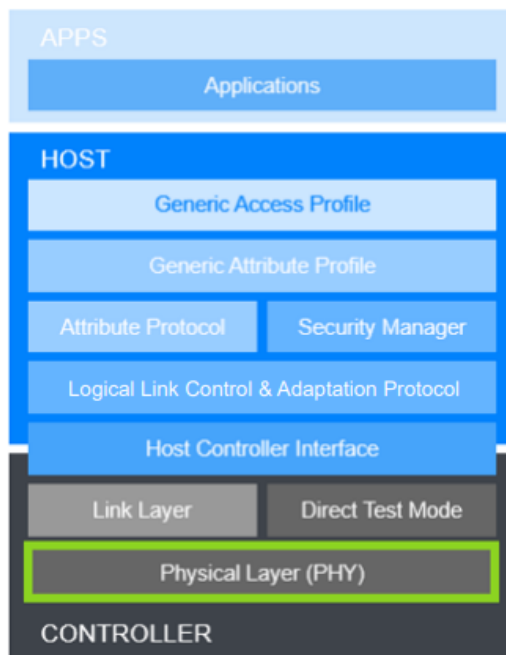 APPS
Applications
HOST
Generic Access Profile
Generic Attribute Profile
Attribute Protocol
Security Manager
Logical Link Control & Adaptation Protocol
Host Controller Interface
Link Layer
Direct Test Mode
Physical Layer (PHY)
CONTROLLER